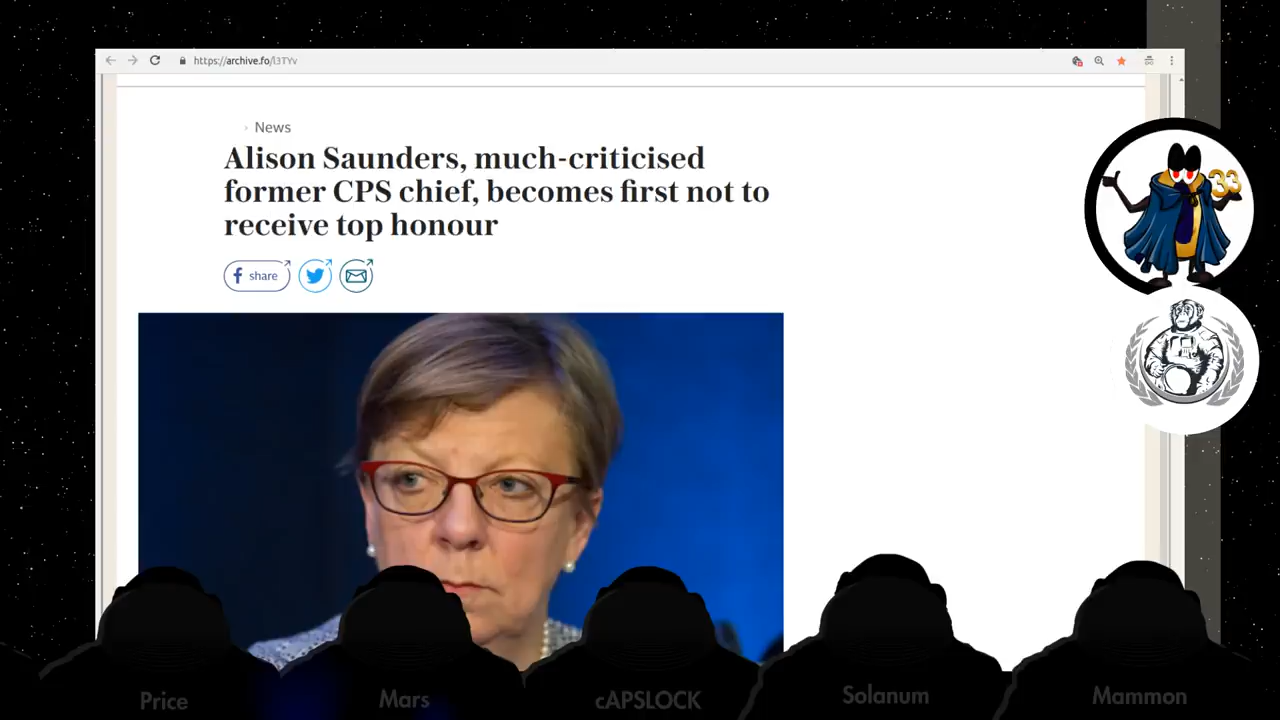 https://archive.fo/l3TYv
News
Alison Saunders, much-criticised
former CPS chief, becomes first not to
receive top honour
share
33
Price
Mars
cAPSLOCK
Solanum
Mammon